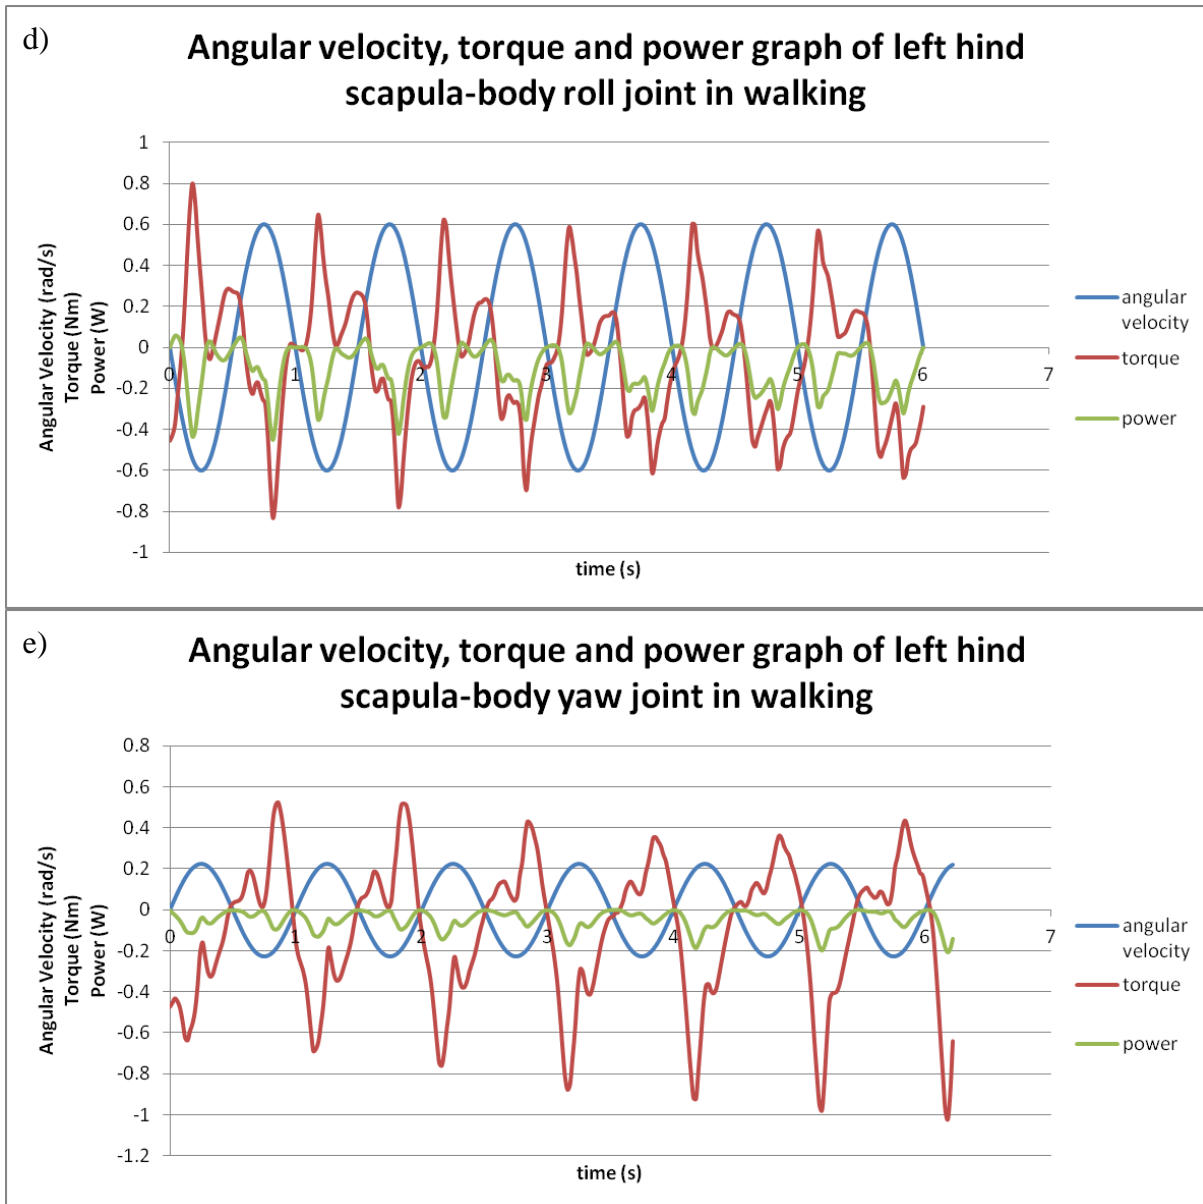 d)
Angular velocity, torque and power graph of left hind
scapula-body roll joint in walking
Angular Velocity (rad/s)
Torque (Nm)
Power (W)
1
0.8
0.6
0.4
0.2
0
-0.2
-0.4
-0.6
-0.8
-1
0
1
2
3
4
5
6
7
time (s)
angular
velocity
torque
power
e)
Angular velocity, torque and power graph of left hind
scapula-body yaw joint in walking
Angular Velocity (rad/s)
Torque (Nm)
Power (W)
0.8
0.6
0.4
0.2
0
-0.2
-0.4
-0.6
-0.8
-1
-1.2
0
1
2
3
4
5
6
7
time (s)
angular
velocity
torque
power